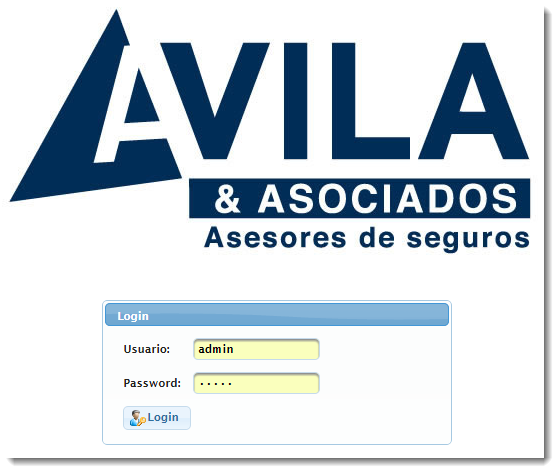 AVILA
& ASOCIADOS
Asesores de seguros
Login
Usuario: admin
Password: .....
Login